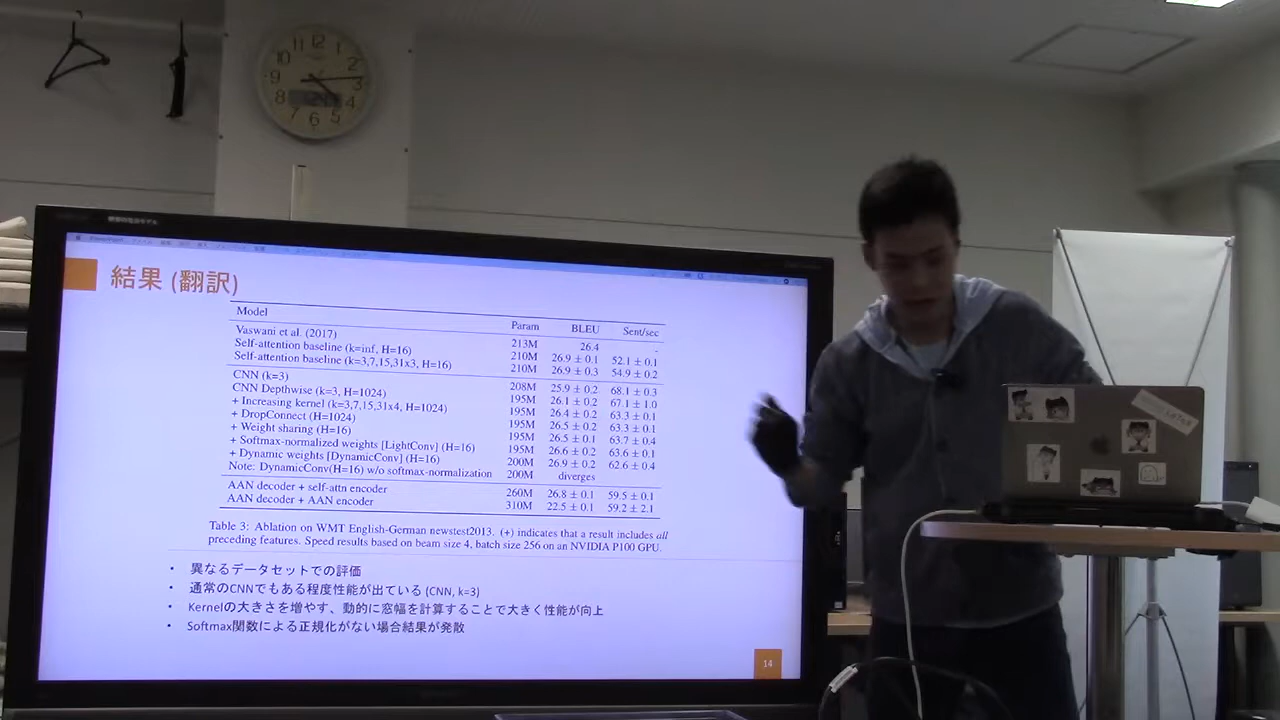 結果 (翻訳)
Model Param BLEU Sent/sec
Vaswani et al. (2017) 213M 26.4 -
Self-attention baseline (k=inf, H=16) 210M 26.9 ± 0.1 52.1 ± 0.1
Self-attention baseline (k=3,7,15,31x3, H=16) 210M 26.9 ± 0.3 54.9 ± 0.2
CNN (k=3) 208M 25.9 ± 0.2 68.1 ± 0.3
CNN Depthwise (k=3, H=1024) 195M 26.1 ± 0.2 67.1 ± 1.0
+ Increasing kernel (k=3,7,15,31x4, H=1024) 195M 26.4 ± 0.2 63.3 ± 0.1
+ DropConnect (H=1024) 195M 26.5 ± 0.2 63.3 ± 0.1
+ Weight sharing (H=16) 195M 26.5 ± 0.1 63.7 ± 0.4
+ Softmax-normalized weights [LightConv] (H=16) 195M 26.6 ± 0.2 63.6 ± 0.1
+ Dynamic weights [DynamicConv] (H=16) 200M 26.9 ± 0.2 62.6 ± 0.4
Note: DynamicConv(H=16) w/o softmax-normalization 200M diverges
AAN decoder + self-attn encoder 260M 26.8 ± 0.1 59.5 ± 0.1
AAN decoder + AAN encoder 310M 22.5 ± 0.1 59.2 ± 2.1
Table 3: Ablation on WMT English-German newstest2013. (+) indicates that a result includes all
preceding features. Speed results based on beam size 4, batch size 256 on an NVIDIA P100 GPU.
• 異なるデータセットでの評価
• 通常のCNNでもある程度性能が出ている (CNN, k=3)
• Kernelの大きさを増やす、動的に窓幅を計算することで大きく性能が向上
• Softmax関数による正規化がない場合結果が発散
14
12
1
2
3
4
5
6
7
8
9
10
11